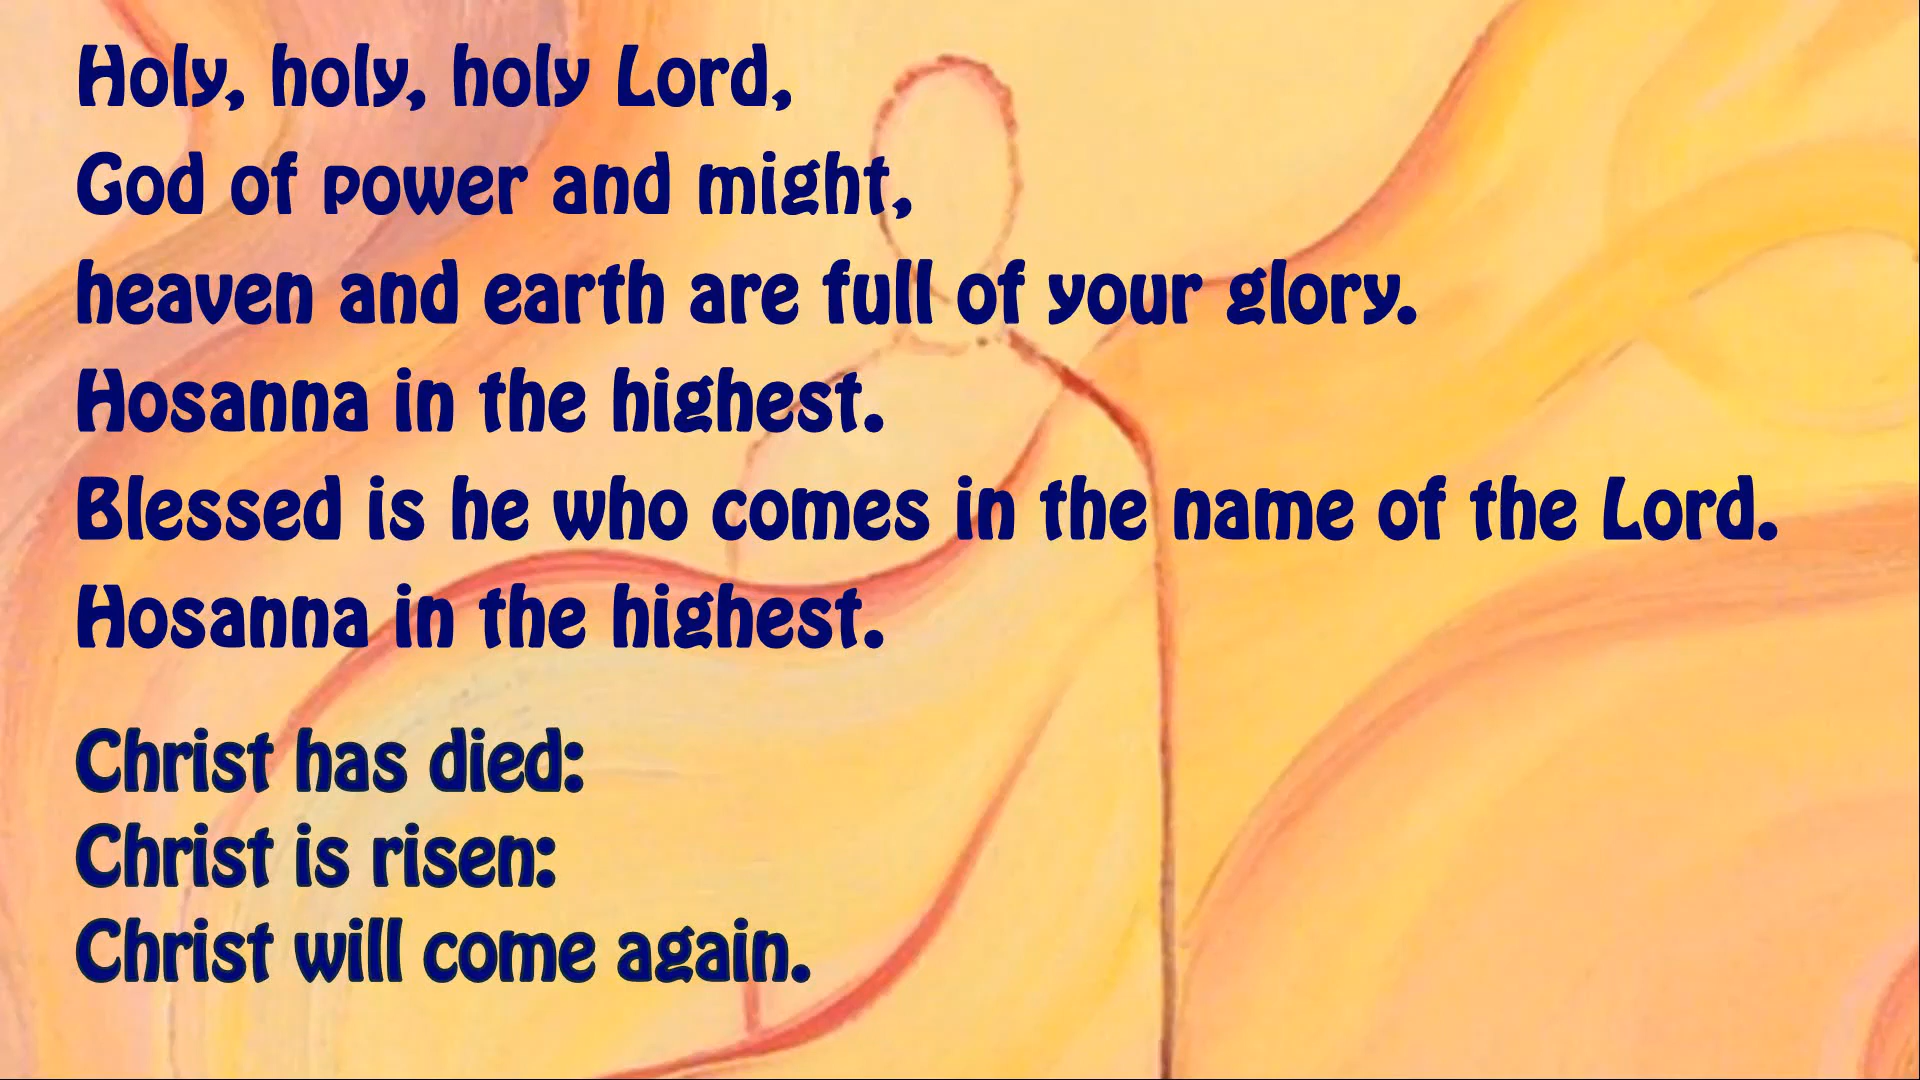 Holy, holy, holy Lord,
God of power and might,
heaven and earth are full of your glory.
Hosanna in the highest.
Blessed is he who comes in the name of the Lord.
Hosanna in the highest.
Christ has died:
Christ is risen:
Christ will come again.